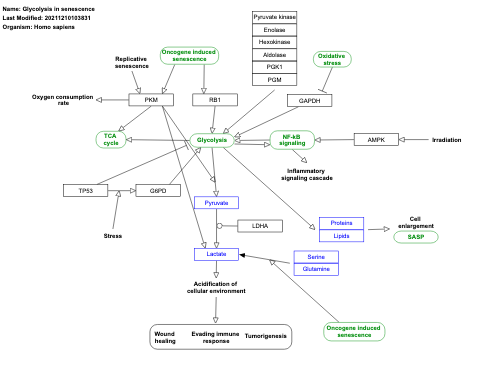 Name: Glycolysis in senescence
Last Modified: 20211210103831
Organism: Homo sapiens
Pyruvate kinase
Enolase
Hexokinase
Aldolase
PGK1
PGM
Oncogene induced
senescence
Replicative
senescence
Oxidative
stress
Oxygen consumption
rate
PKM
RB1
GAPDH
TCA
cycle
Glycolysis
NF-kB
signaling
AMPK
Irradiation
Inflammatory
signaling cascade
TP53
G6PD
Pyruvate
Stress
LDHA
Proteins
Lipids
Cell
enlargement
SASP
Lactate
Serine
Glutamine
Acidification of
cellular environment
Oncogene induced
senescence
Wound
healing
Evading immune
response
Tumorigenesis